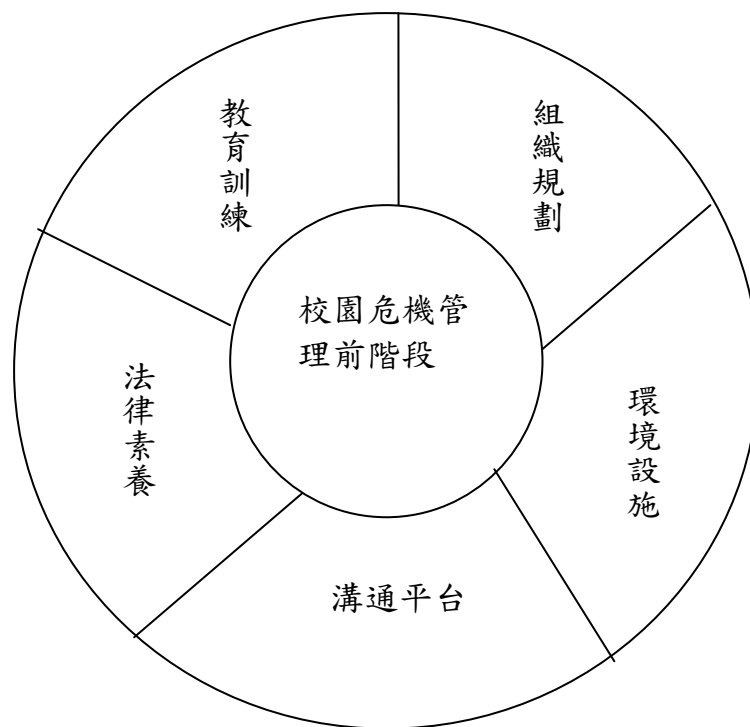 教育訓練
組織規劃
校園危機管
理前階段
法律素養
環境設施
溝通平台